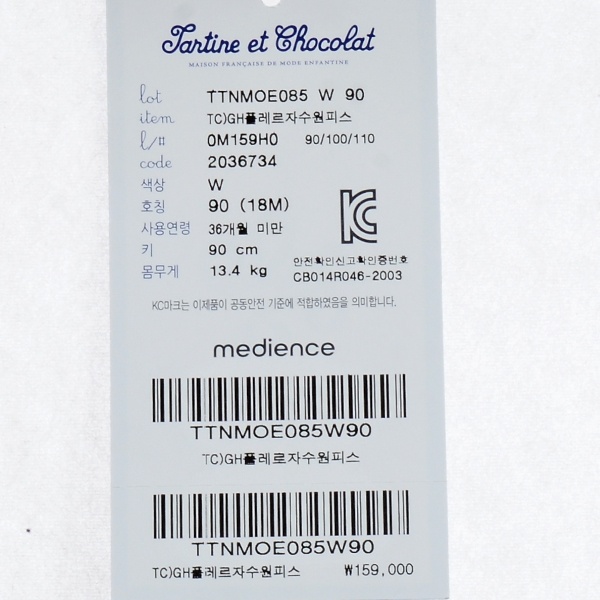 Tartine et Chocolat
MAISON FRANÇAISE DE MODE ENFANTINE
lot TTNMOE085 W 90
item TC)GH플레르자수원피스
l/# 0M159H0 90/100/110
code 2036734
색상 W
호칭 90 (18M)
사용연령 36개월 미만
키 90 cm
몸무게 13.4 kg
KC
안전확인신고확인증번호
CB014R046-2003
KC마크는 이제품이 공통안전 기준에 적합하였음을 의미합니다.
medience
TTNMOE085W90
TC)GH플레르자수원피스
TTNMOE085W90
TC)GH플레르자수원피스 ₩159,000